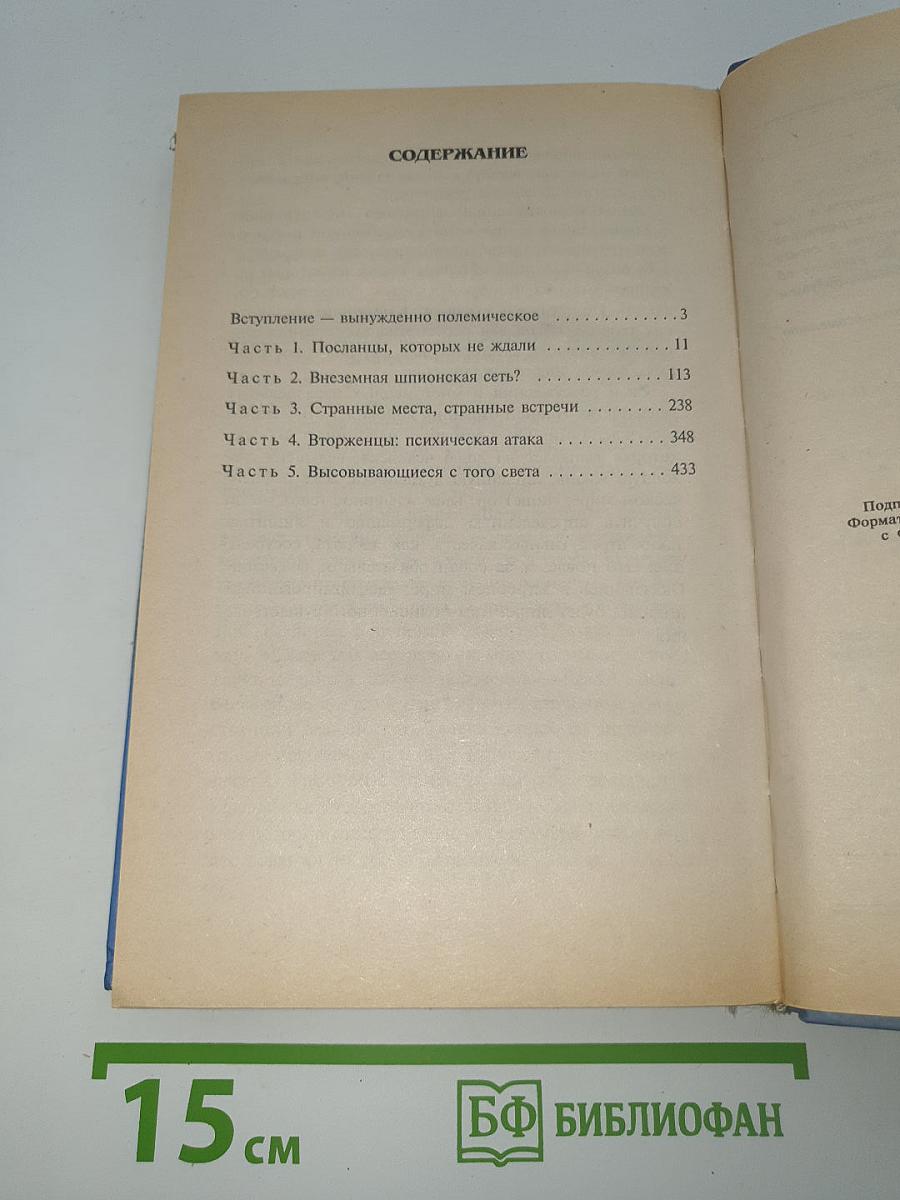 СОДЕРЖАНИЕ
Вступление — вынужденно полемическое . . . . . . . . . . . . . 3
Часть 1. Посланцы, которых не ждали . . . . . . . . . . . . . 11
Часть 2. Внеземная шпионская сеть? . . . . . . . . . . . . . 113
Часть 3. Странные места, странные встречи . . . . . . . . 238
Часть 4. Вторженцы: психическая атака . . . . . . . . . . . 348
Часть 5. Высовывающиеся с того света . . . . . . . . . . . . 433
Формат
с
15 см
БФ БИБЛИОФАН